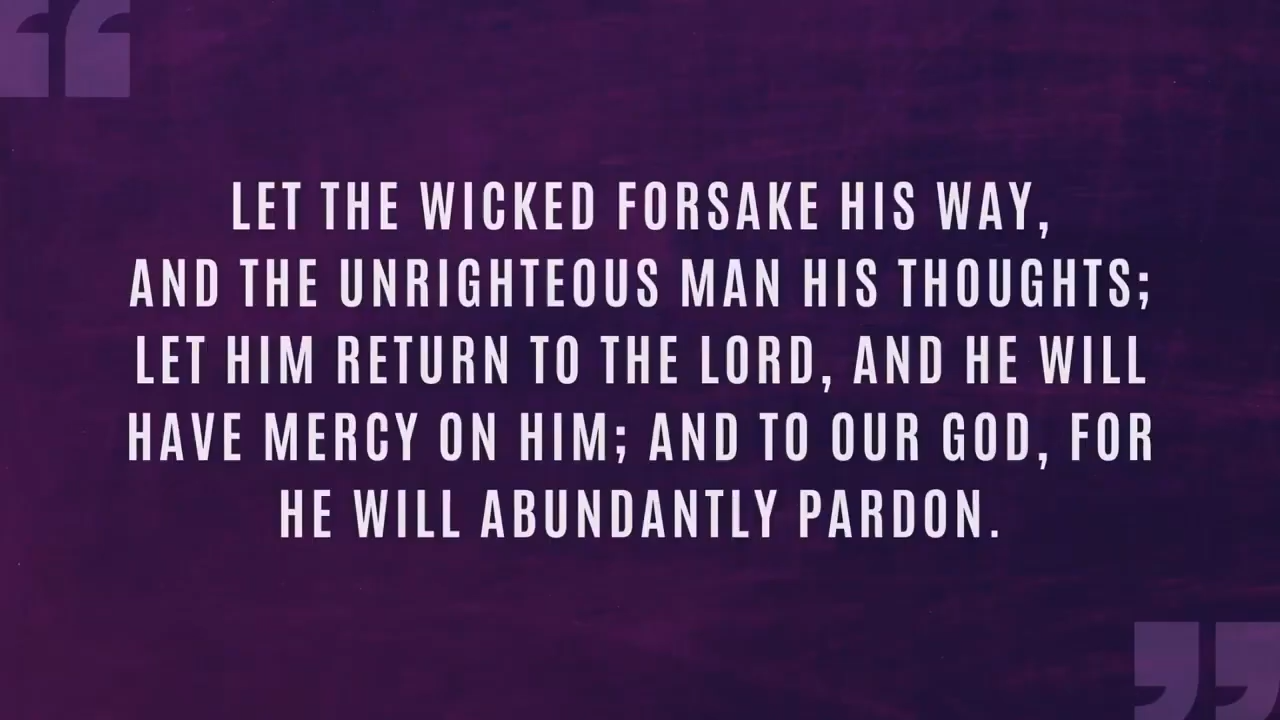 LET THE WICKED FORSAKE HIS WAY,
AND THE UNRIGHTEOUS MAN HIS THOUGHTS;
LET HIM RETURN TO THE LORD, AND HE WILL
HAVE MERCY ON HIM; AND TO OUR GOD, FOR
HE WILL ABUNDANTLY PARDON.